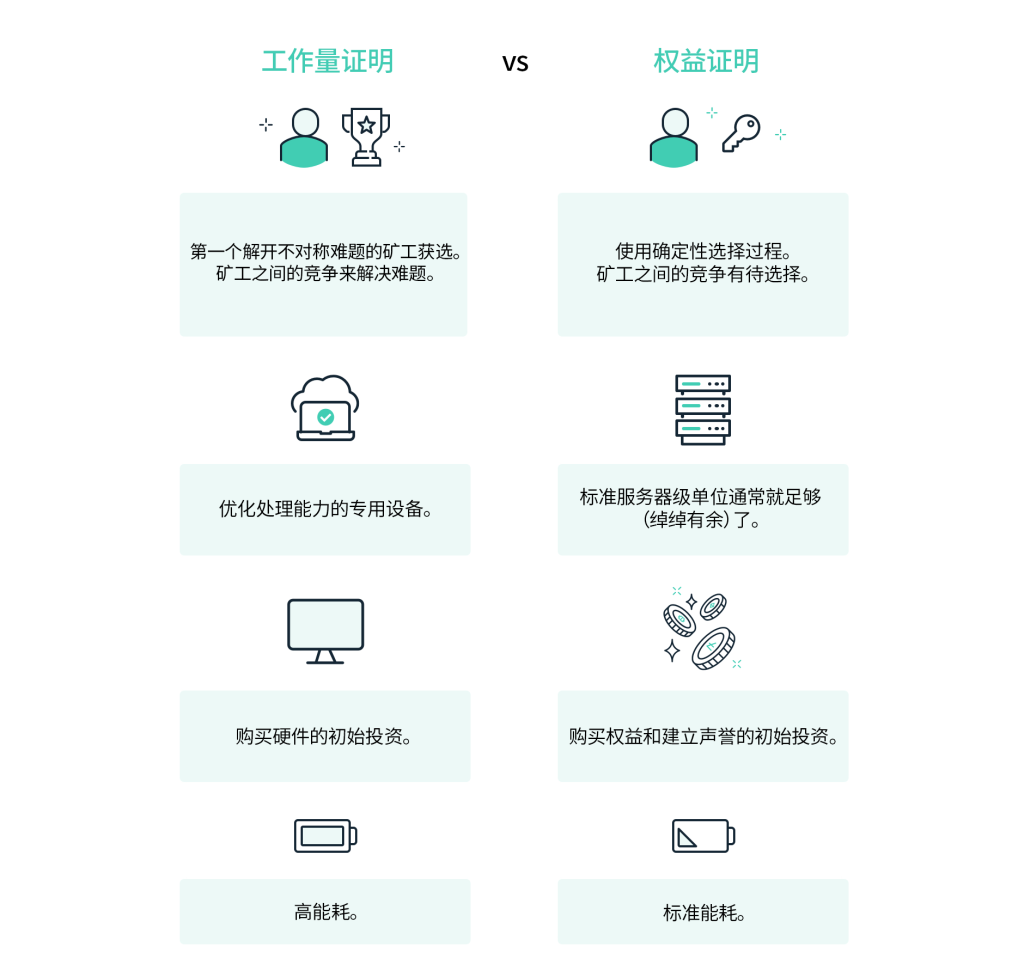 工作量证明
VS
权益证明
第一个解开不对称难题的矿工获选。
矿工之间的竞争来解决难题。
使用确定性选择过程。
矿工之间的竞争有待选择。
优化处理能力的专用设备。
标准服务器级单位通常就足够
（绰绰有余）了。
购买硬件的初始投资。
购买权益和建立声誉的初始投资。
高能耗。
标准能耗。